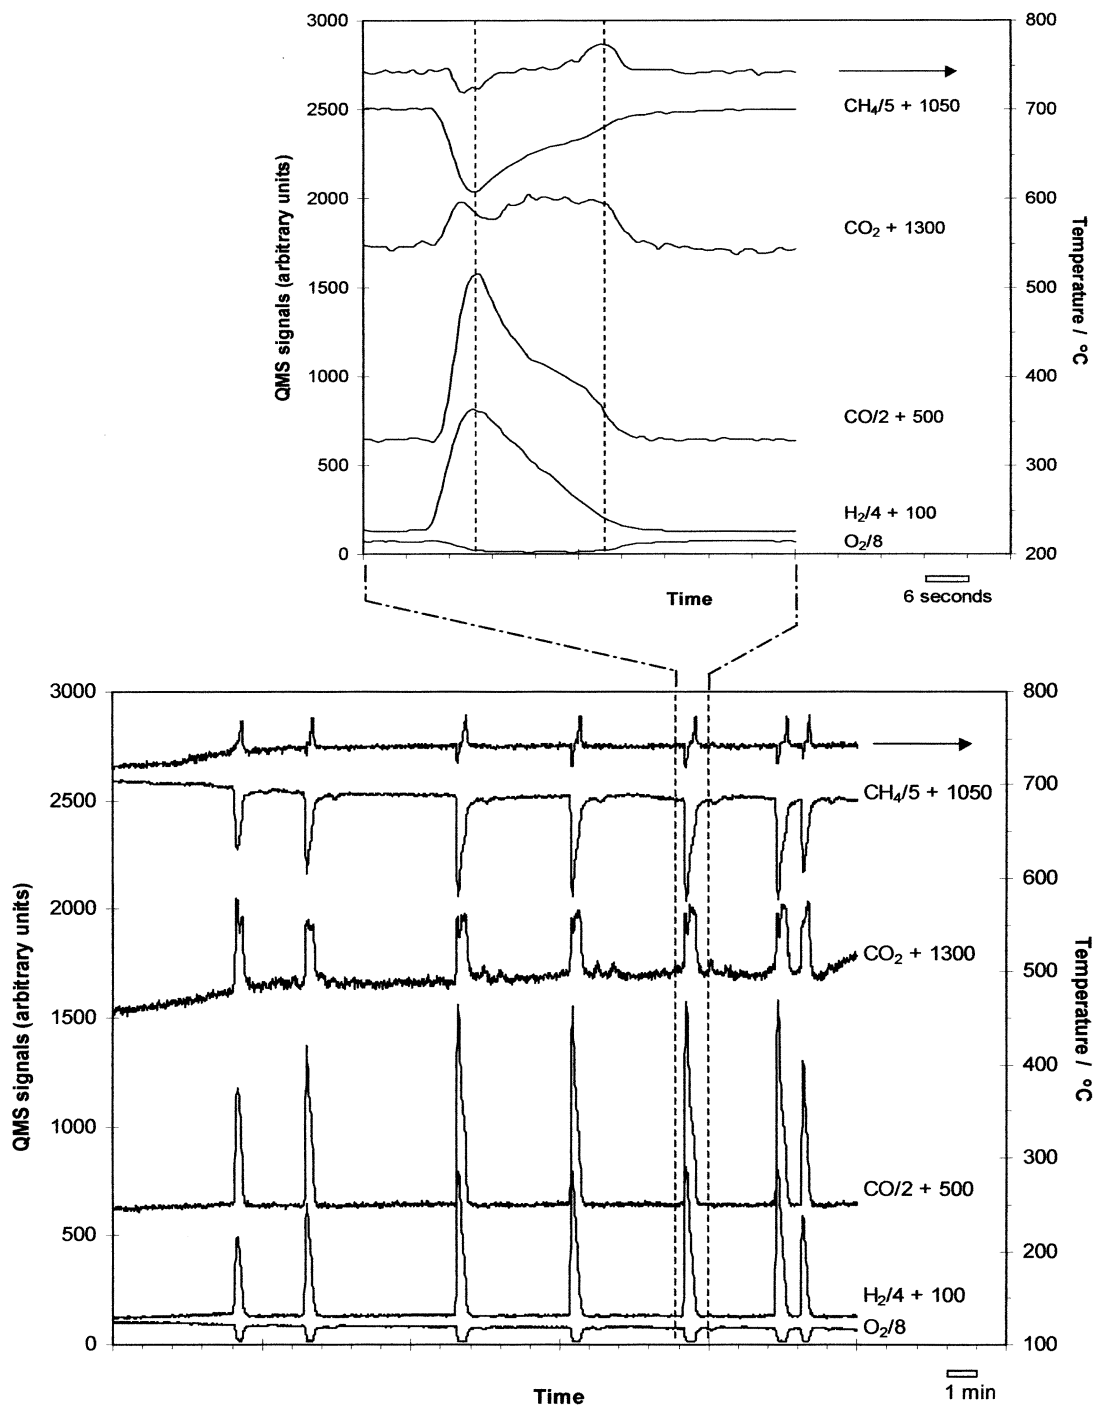 3000
2500
2000
1500
1000
500
0
QMS signals (arbitrary units)
800
700
600
500
400
300
200
Temperature / °C
CH₄/5 + 1050
CO₂ + 1300
CO/2 + 500
H₂/4 + 100
O₂/8
Time
6 seconds
3000
2500
2000
1500
1000
500
0
QMS signals (arbitrary units)
800
700
600
500
400
300
200
100
Temperature / °C
CH₄/5 + 1050
CO₂ + 1300
CO/2 + 500
H₂/4 + 100
O₂/8
Time
1 min